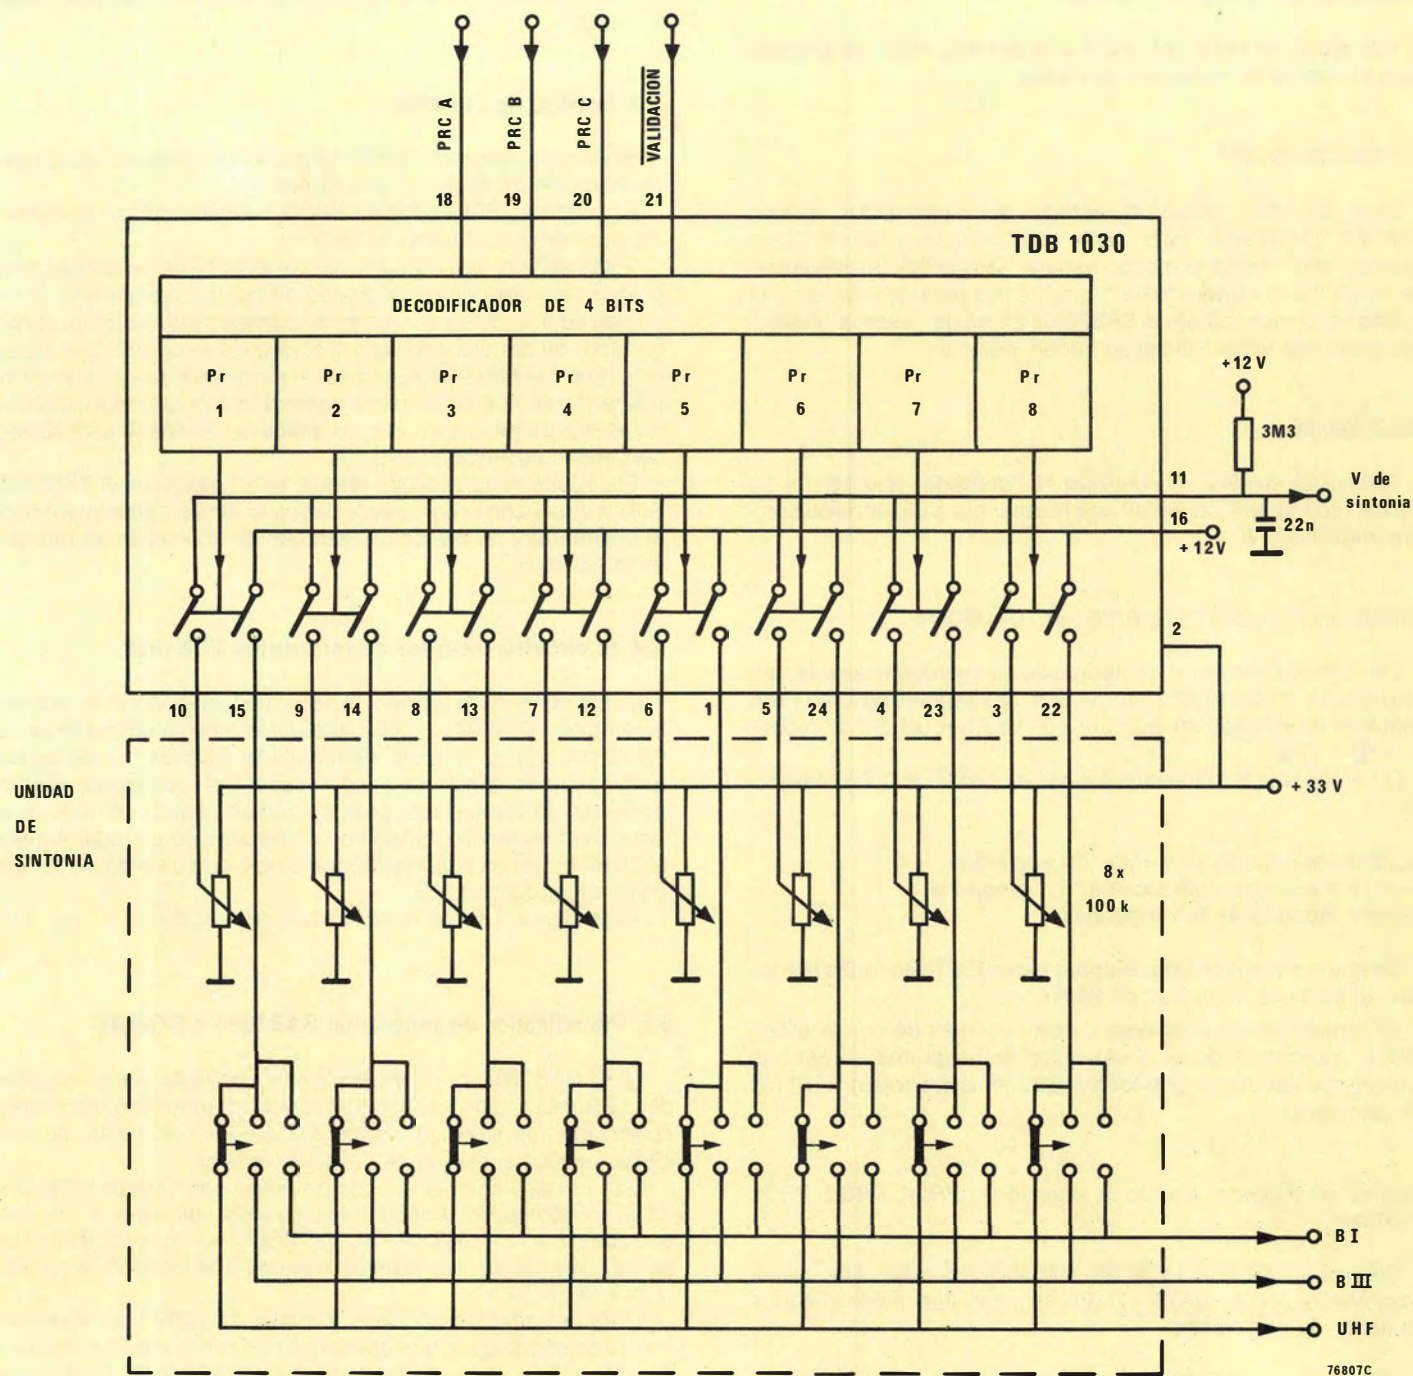 PRC A
PRC B
PRC C
VALIDACION
18 19 20 21
TDB 1030
DECODIFICADOR DE 4 BITS
Pr Pr Pr Pr Pr Pr Pr Pr
1 2 3 4 5 6 7 8
+12 V
3M3
11
V de
sintonia
16
22n
+12V
2
10 15 9 14 8 13 7 12 6 1 5 24 4 23 3 22
UNIDAD
DE
SINTONIA
+ 33 V
8 x
100 k
B I
B III
UHF
76807C